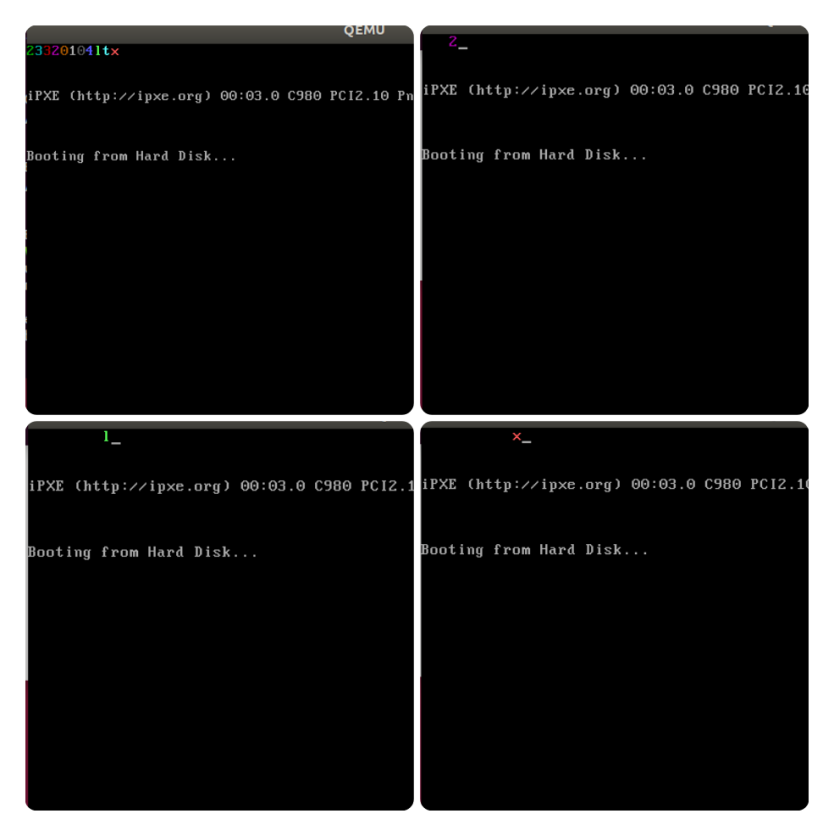 QEMU
23320104ltx
iPXE (http://ipxe.org) 00:03.0 C980 PCI2.10 Pn
Booting from Hard Disk...
2_
iPXE (http://ipxe.org) 00:03.0 C980 PCI2.10
Booting from Hard Disk...
l_
iPXE (http://ipxe.org) 00:03.0 C980 PCI2.1
Booting from Hard Disk...
x_
iPXE (http://ipxe.org) 00:03.0 C980 PCI2.10
Booting from Hard Disk...